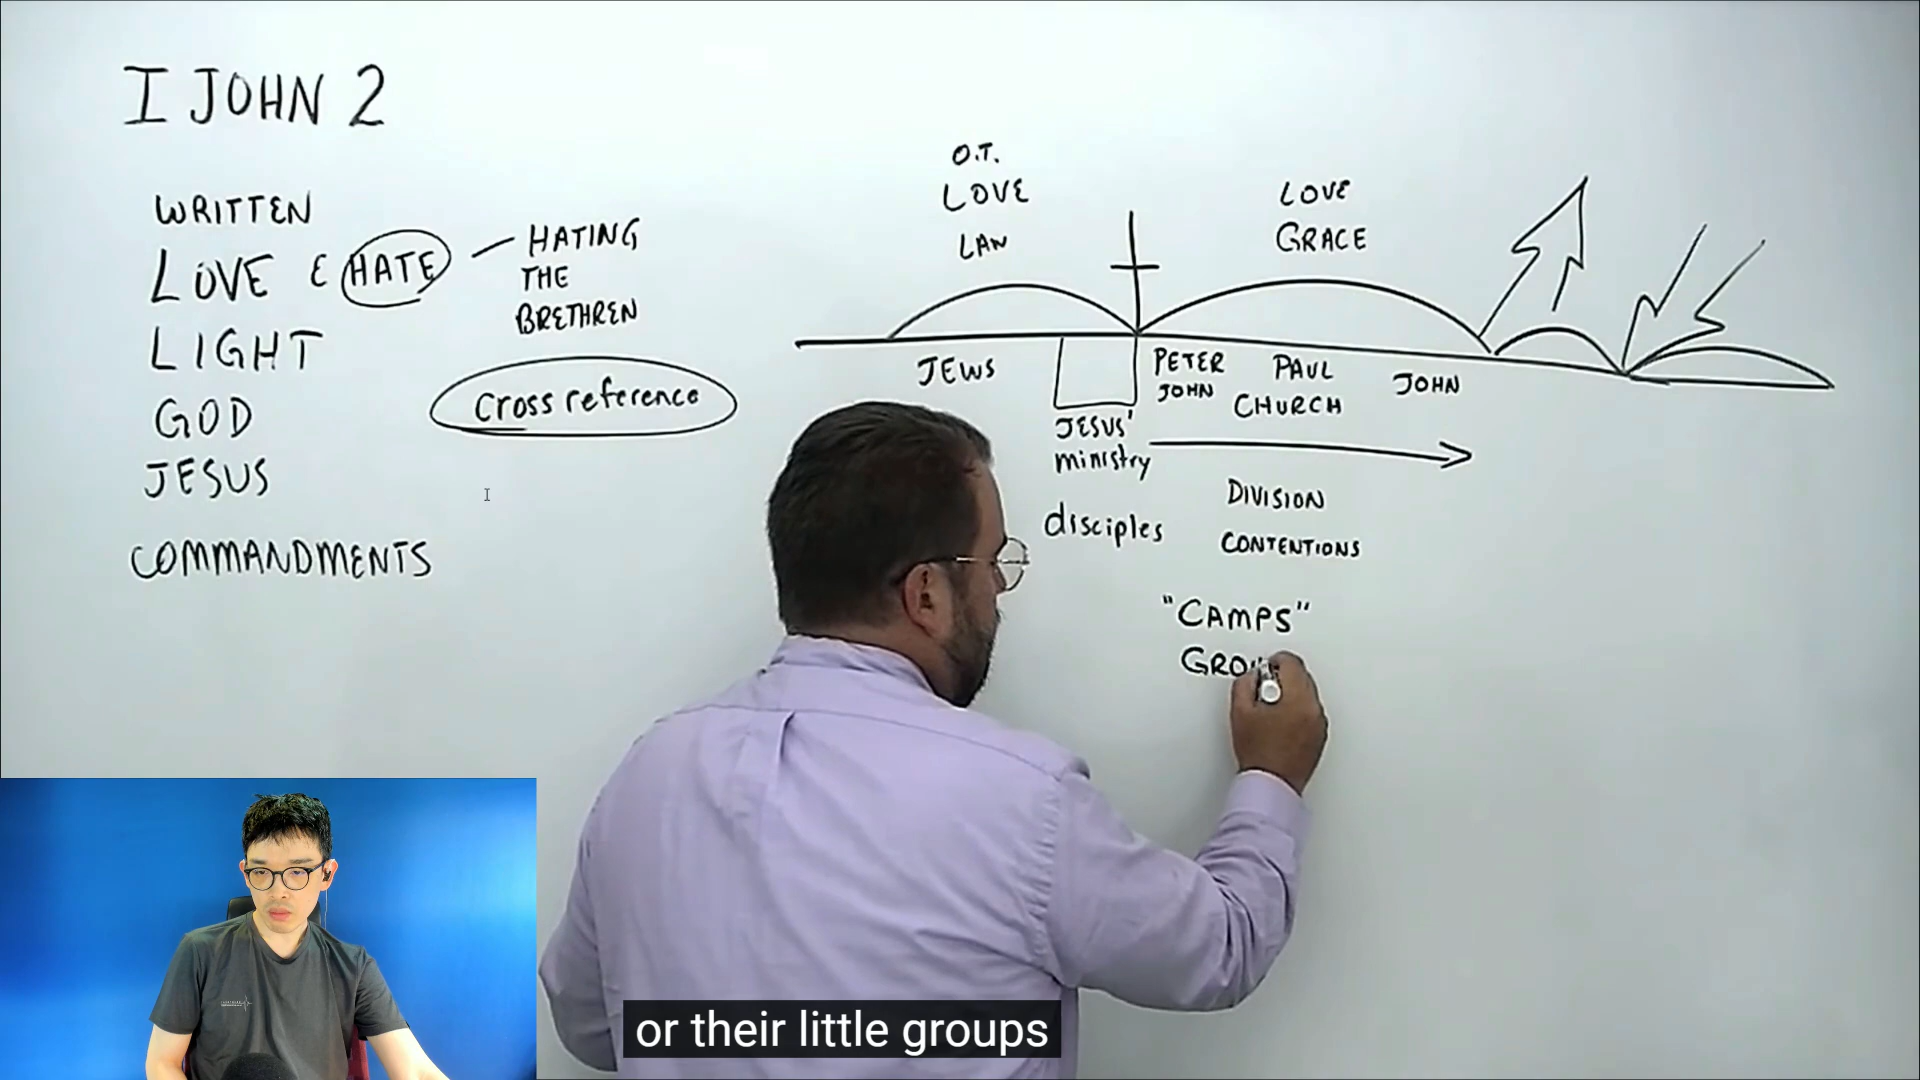 I JOHN 2
WRITTEN
LOVE & HATE — HATING
THE
BRETHREN
LIGHT
GOD
JESUS
COMMANDMENTS
Cross reference
O.T.
LOVE
LAW
LOVE
GRACE
JEWS
JESUS'
ministry
disciples
PETER
JOHN
PAUL
CHURCH
JOHN
DIVISION
CONTENTIONS
"CAMPS"
GROU
or their little groups